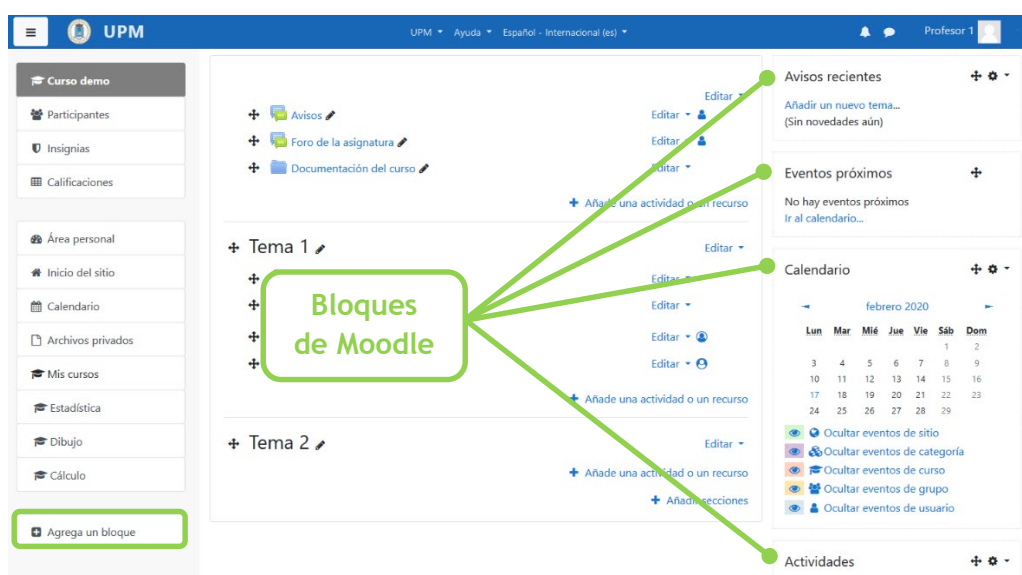 UPM
UPM Ayuda Español - Internacional (es)
Profesor 1
Curso demo
Participantes
Insignias
Calificaciones
Área personal
Inicio del sitio
Calendario
Archivos privados
Mis cursos
Estadística
Dibujo
Cálculo
Agrega un bloque
Editar
Avisos Editar
Foro de la asignatura Editar
Documentación del curso Editar
Añade una actividad o un recurso
Tema 1 Editar
Editar
Editar
Editar
Editar
Añade una actividad o un recurso
Tema 2 Editar
Añade una actividad o un recurso
Añadir secciones
Bloques
de Moodle
Avisos recientes
Añadir un nuevo tema...
(Sin novedades aún)
Eventos próximos
No hay eventos próximos
Ir al calendario...
Calendario
febrero 2020
Lun Mar Mié Jue Vie Sáb Dom
1 2
3 4 5 6 7 8 9
10 11 12 13 14 15 16
17 18 19 20 21 22 23
24 25 26 27 28 29
Ocultar eventos de sitio
Ocultar eventos de categoría
Ocultar eventos de curso
Ocultar eventos de grupo
Ocultar eventos de usuario
Actividades